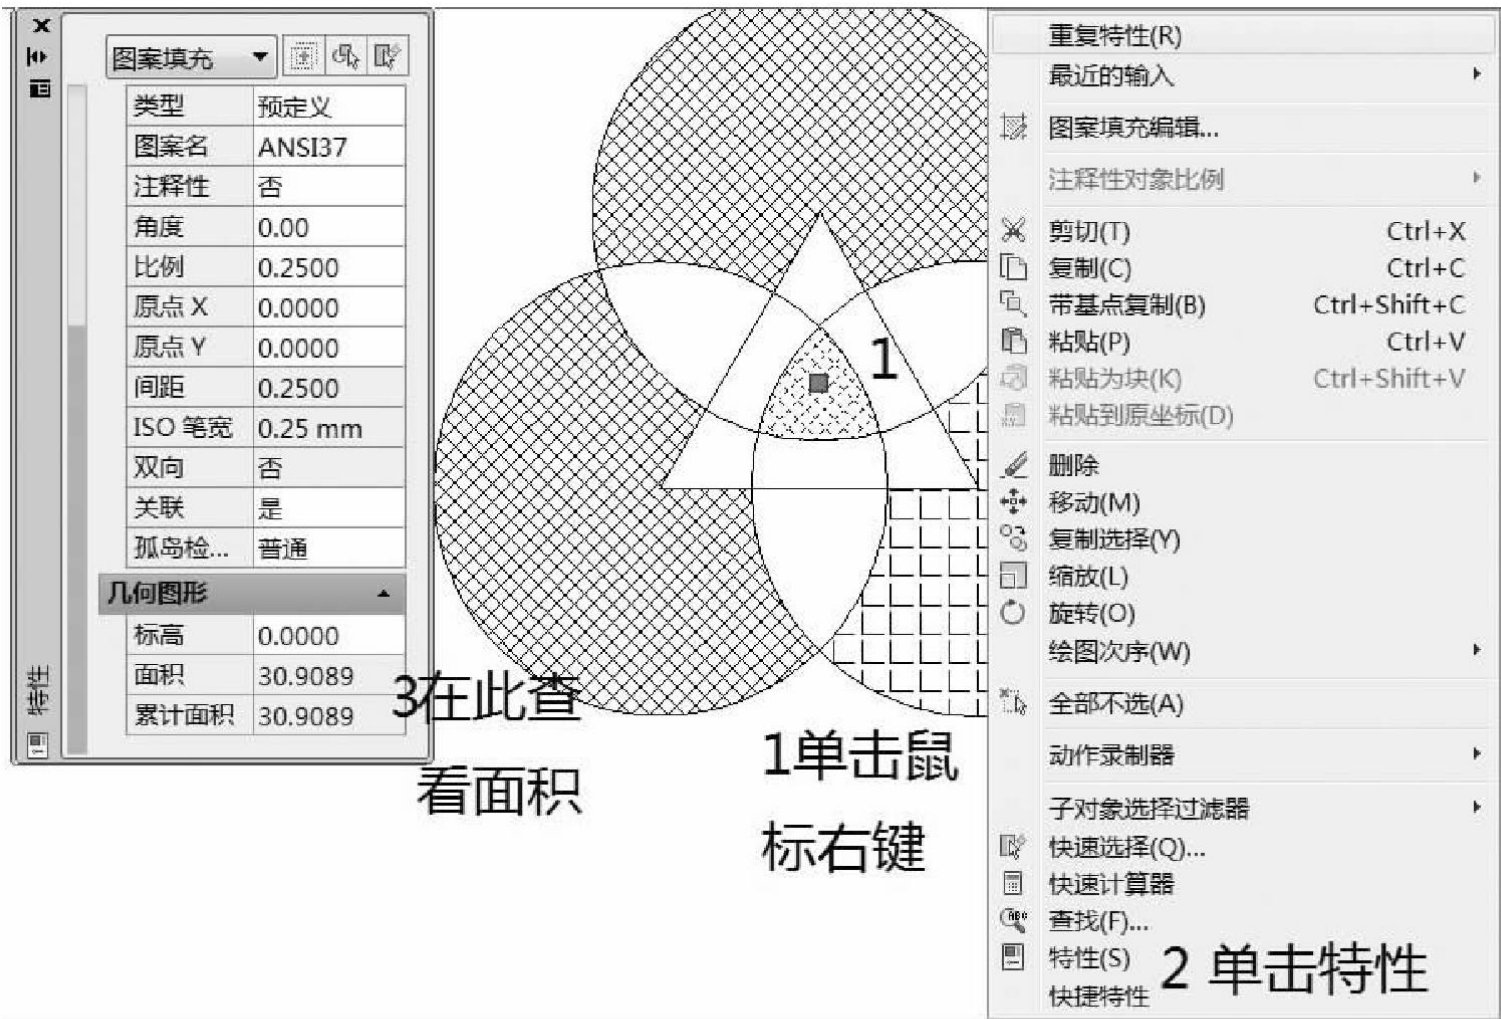 图案填充
类型 预定义
图案名 ANSI37
注释性 否
角度 0.00
比例 0.2500
原点 X 0.0000
原点 Y 0.0000
间距 0.2500
ISO 笔宽 0.25 mm
双向 否
关联 是
孤岛检... 普通
几何图形
标高 0.0000
面积 30.9089
累计面积 30.9089
特性
3在此查
看面积
1
1单击鼠
标右键
重复特性(R)
最近的输入
图案填充编辑...
注释性对象比例
剪切(T) Ctrl+X
复制(C) Ctrl+C
带基点复制(B) Ctrl+Shift+C
粘贴(P) Ctrl+V
粘贴为块(K) Ctrl+Shift+V
粘贴到原坐标(D)
删除
移动(M)
复制选择(Y)
缩放(L)
旋转(O)
绘图次序(W)
全部不选(A)
动作录制器
子对象选择过滤器
快速选择(Q)...
快速计算器
查找(F)...
特性(S)
2 单击特性
快捷特性